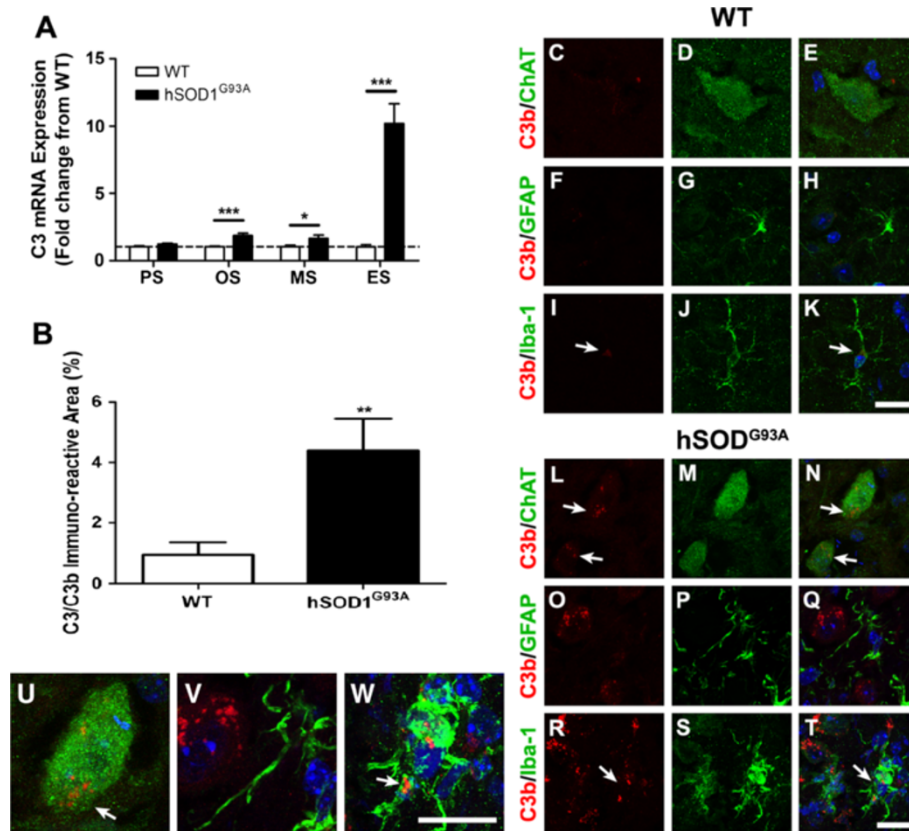 A
C3 mRNA Expression
(Fold change from WT)
15
10
5
0
WT
hSOD1G93A
***
*
***
PS
OS
MS
ES
B
C3/C3b Immuno-reactive Area (%)
6
4
2
0
**
WT
hSOD1G93A
WT
C3b/ChAT
C
D
E
C3b/GFAP
F
G
H
C3b/Iba-1
I
J
K
hSODG93A
C3b/ChAT
L
M
N
C3b/GFAP
O
P
Q
C3b/Iba-1
R
S
T
U
V
W